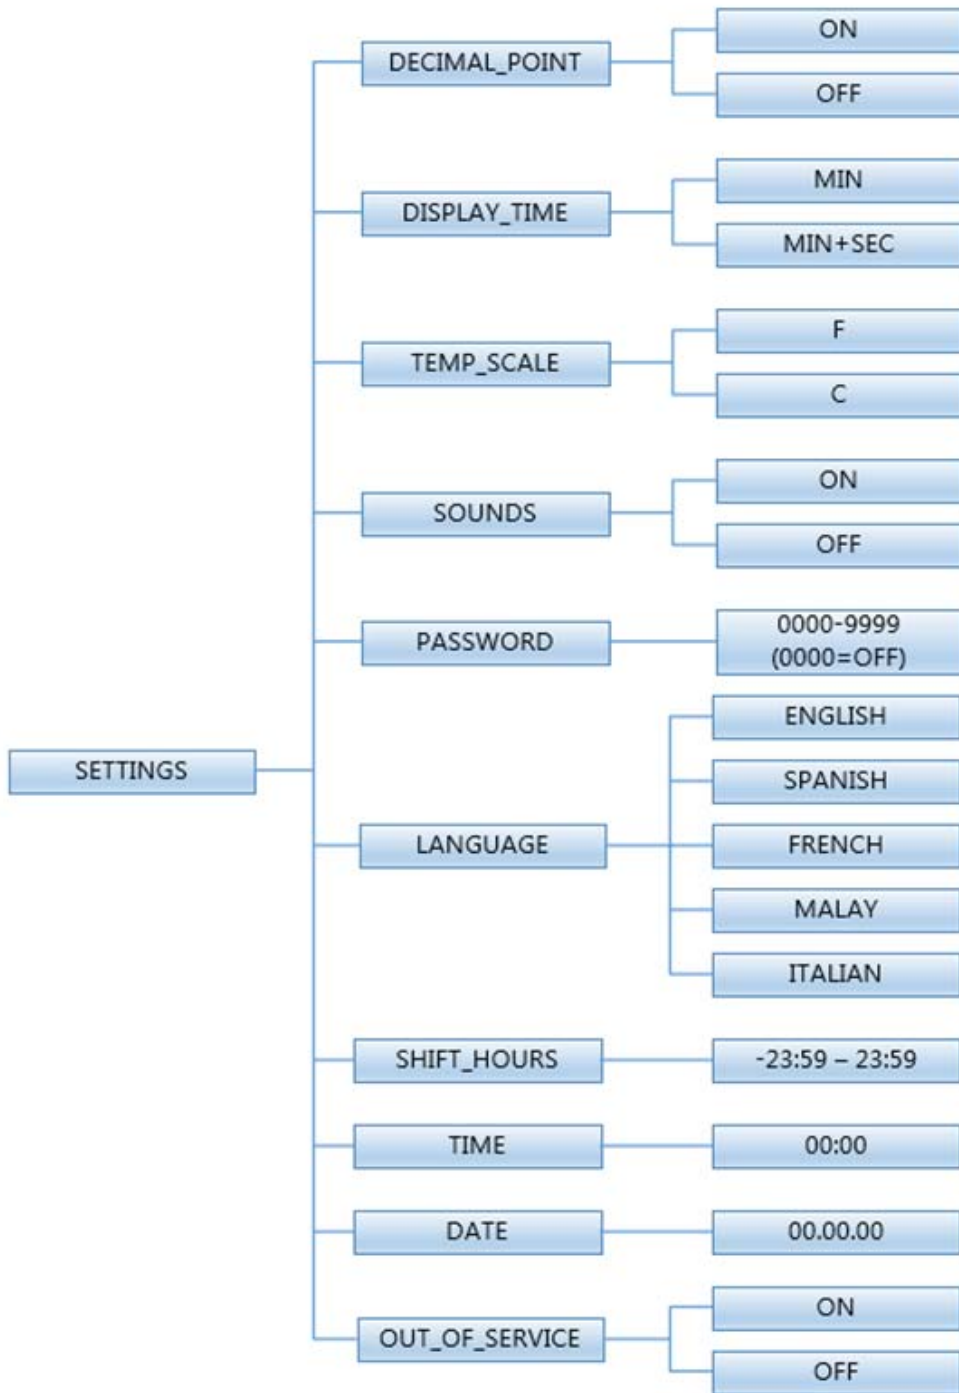 SETTINGS
DECIMAL_POINT
ON
OFF
DISPLAY_TIME
MIN
MIN+SEC
TEMP_SCALE
F
C
SOUNDS
ON
OFF
PASSWORD
0000-9999
(0000=OFF)
LANGUAGE
ENGLISH
SPANISH
FRENCH
MALAY
ITALIAN
SHIFT_HOURS
-23:59 – 23:59
TIME
00:00
DATE
00.00.00
OUT_OF_SERVICE
ON
OFF